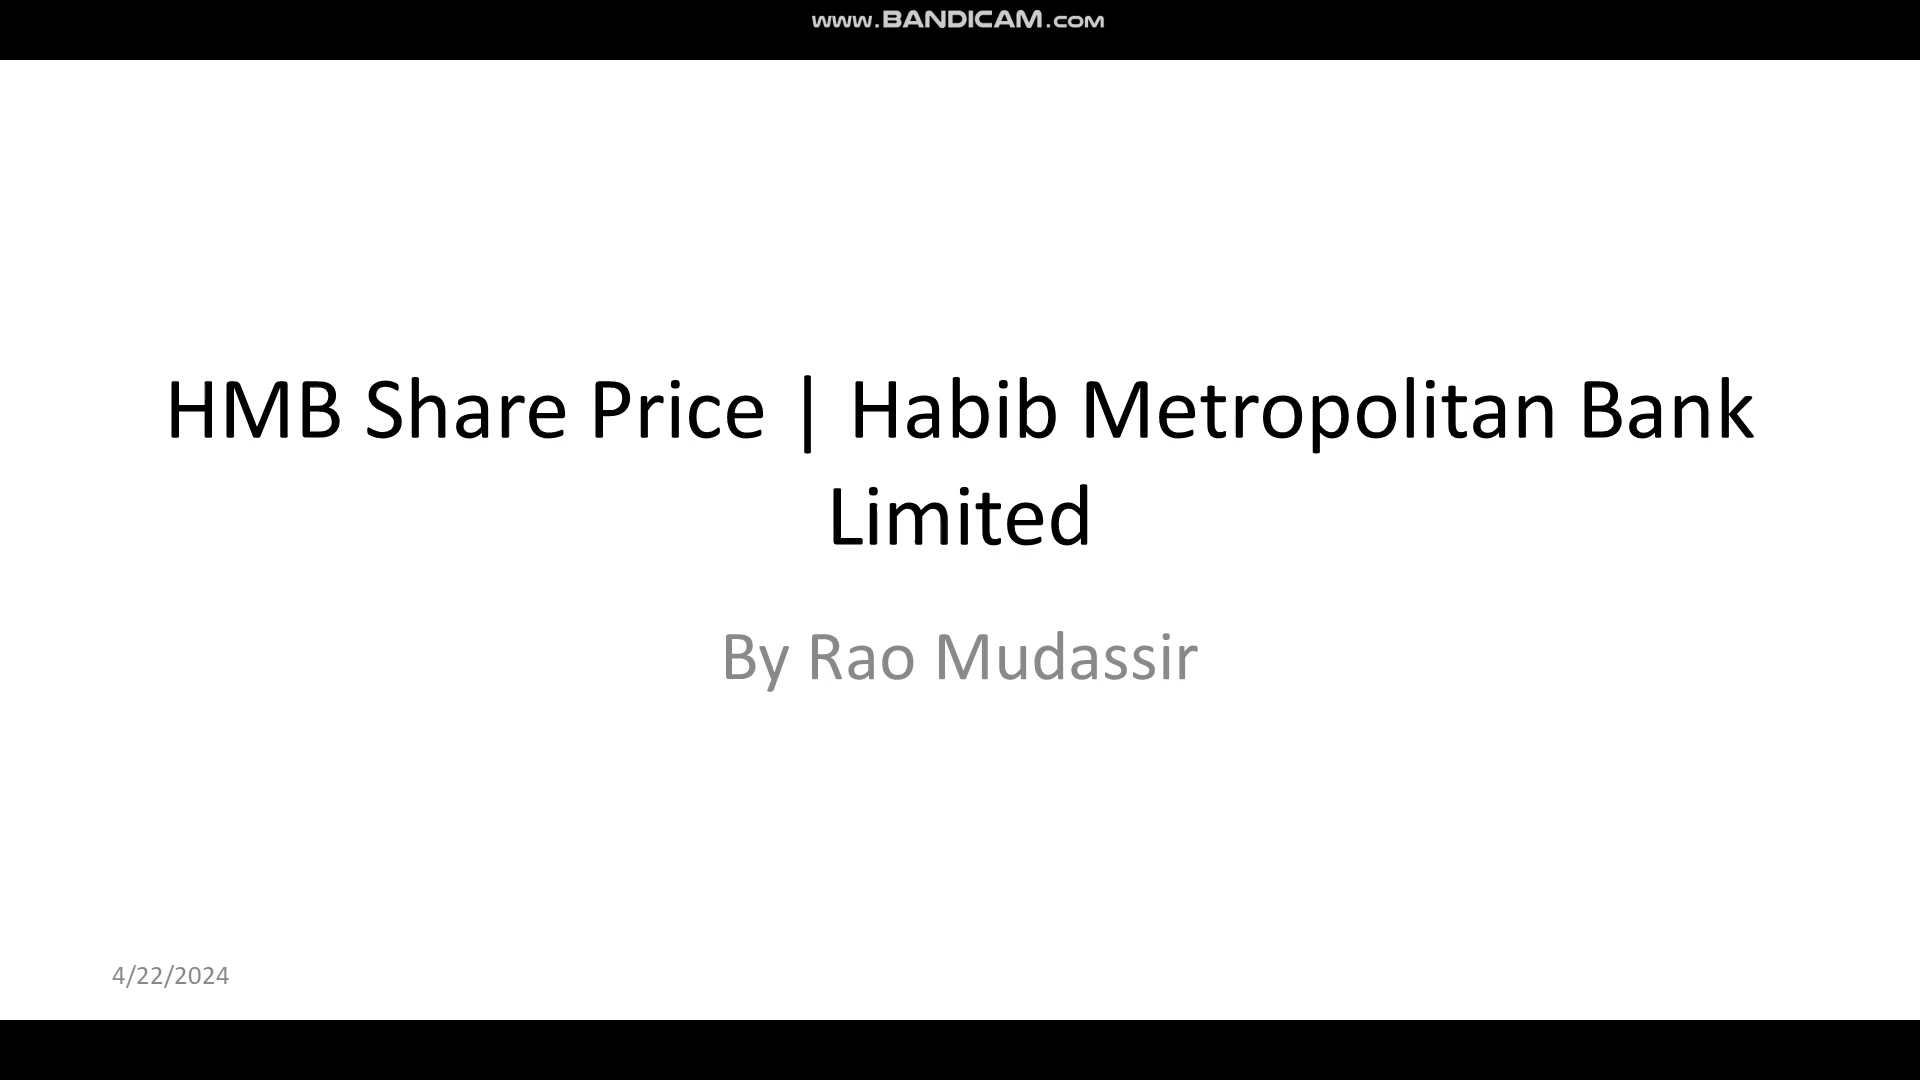 www.BANDICAM.com
HMB Share Price | Habib Metropolitan Bank
Limited
By Rao Mudassir
4/22/2024